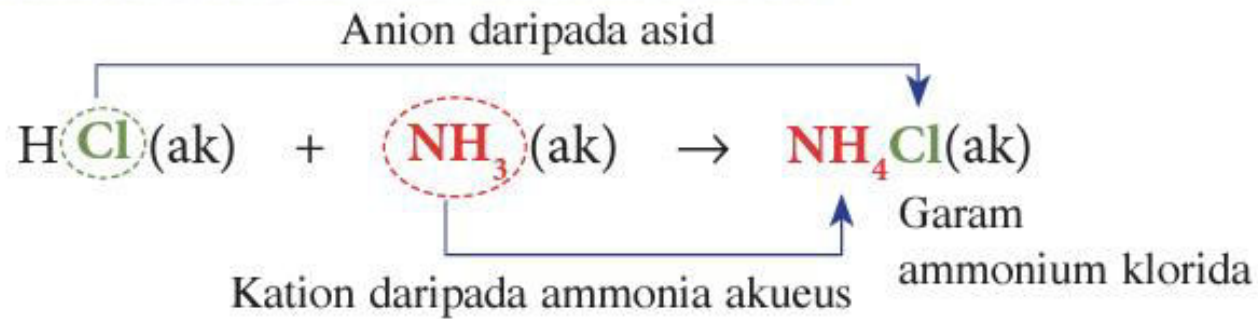 Anion daripada asid
HCl(ak) + NH₃(ak) → NH₄Cl(ak)
Garam
ammonium klorida
Kation daripada ammonia akueus